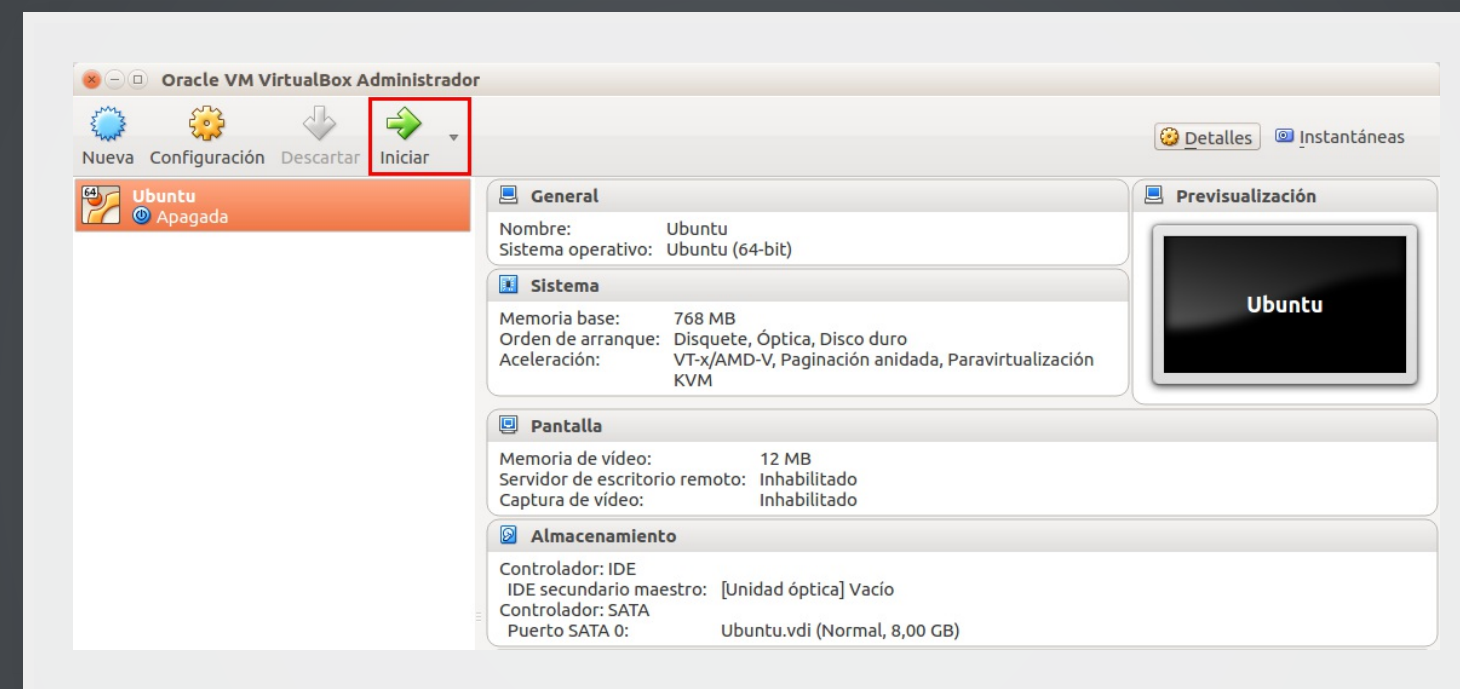 Oracle VM VirtualBox Administrador
Nueva Configuración Descartar Iniciar
Detalles Instantáneas
64 Ubuntu
Apagada
General
Nombre: Ubuntu
Sistema operativo: Ubuntu (64-bit)
Previsualización
Ubuntu
Sistema
Memoria base: 768 MB
Orden de arranque: Disquete, Óptica, Disco duro
Aceleración: VT-x/AMD-V, Paginación anidada, Paravirtualización
KVM
Pantalla
Memoria de vídeo: 12 MB
Servidor de escritorio remoto: Inhabilitado
Captura de vídeo: Inhabilitado
Almacenamiento
Controlador: IDE
IDE secundario maestro: [Unidad óptica] Vacío
Controlador: SATA
Puerto SATA 0: Ubuntu.vdi (Normal, 8,00 GB)